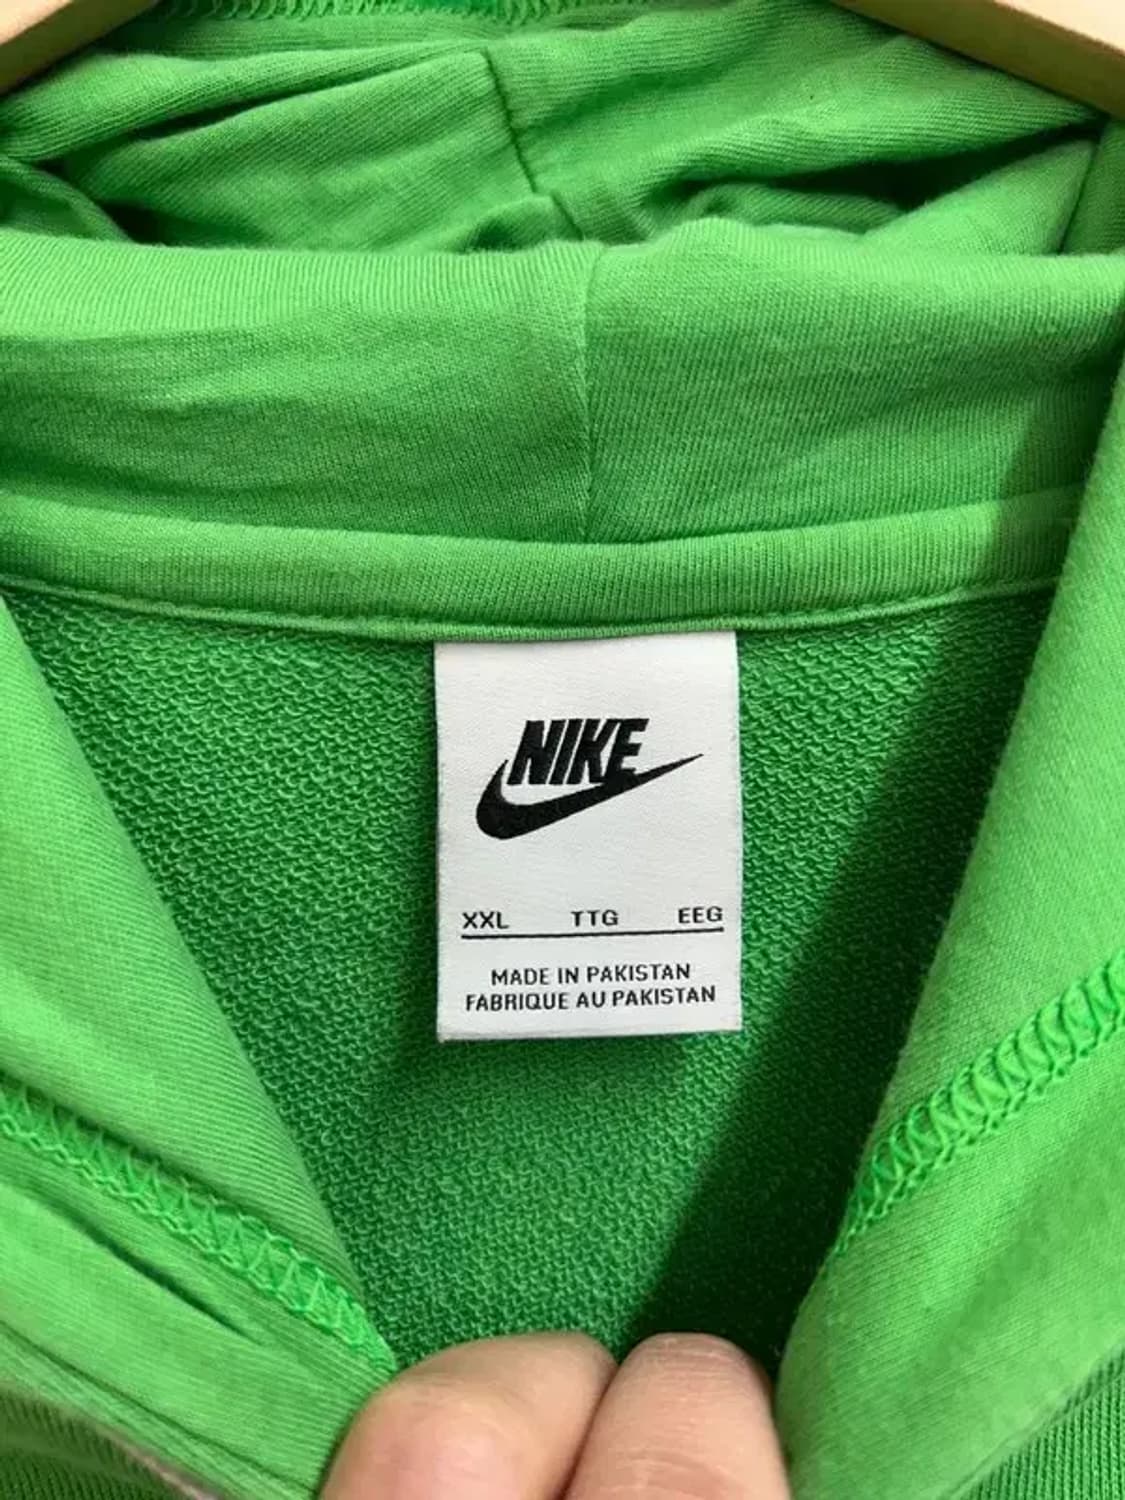 NIKE
XXL TTG EEG
MADE IN PAKISTAN
FABRIQUE AU PAKISTAN